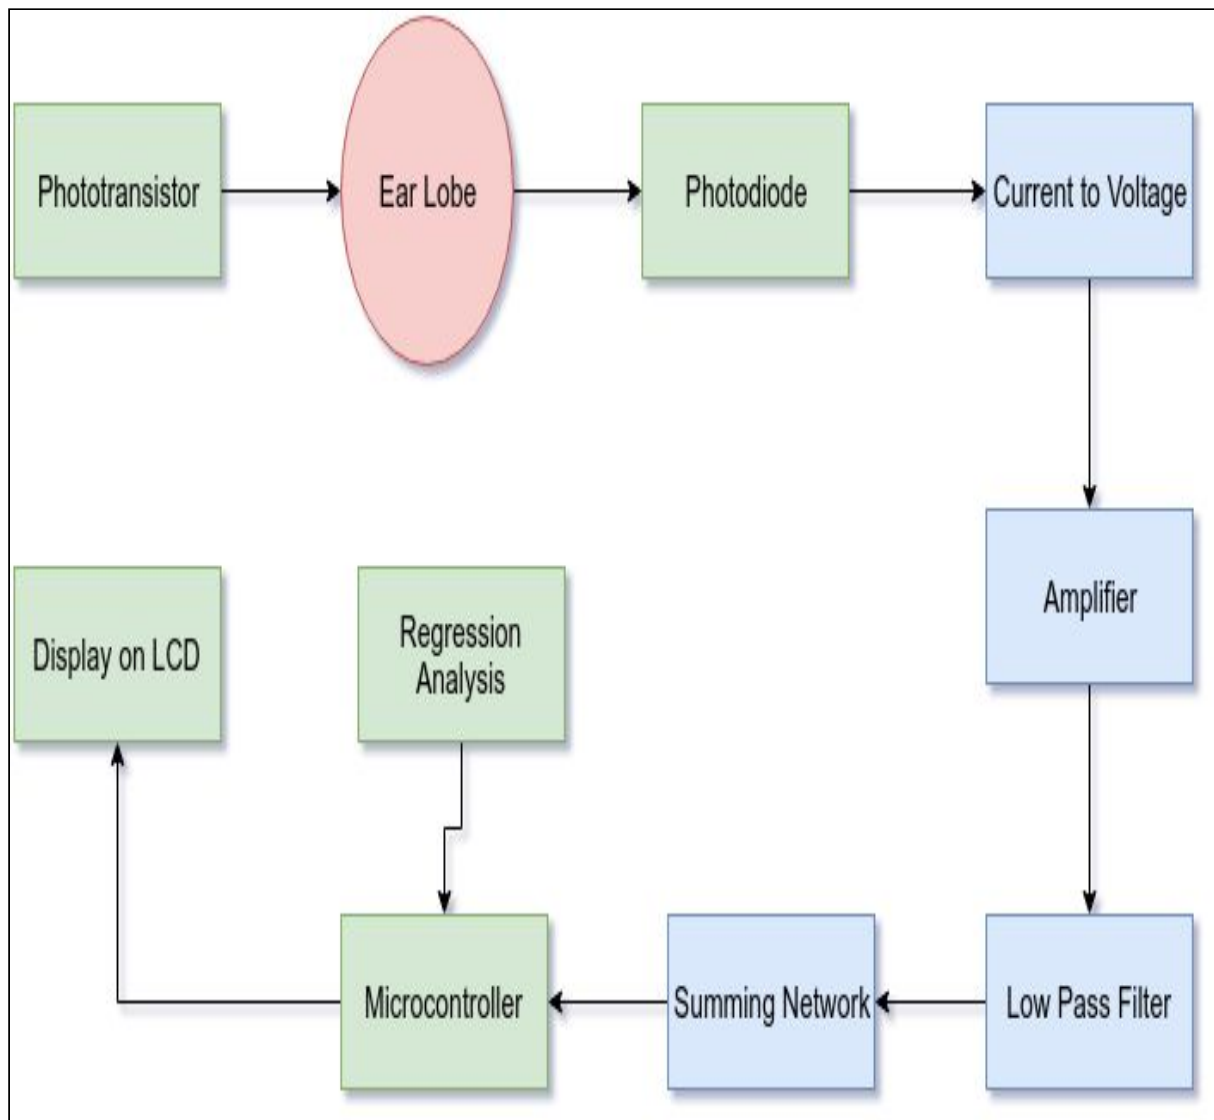 Phototransistor
Ear Lobe
Photodiode
Current to Voltage
Amplifier
Display on LCD
Regression
Analysis
Microcontroller
Summing Network
Low Pass Filter